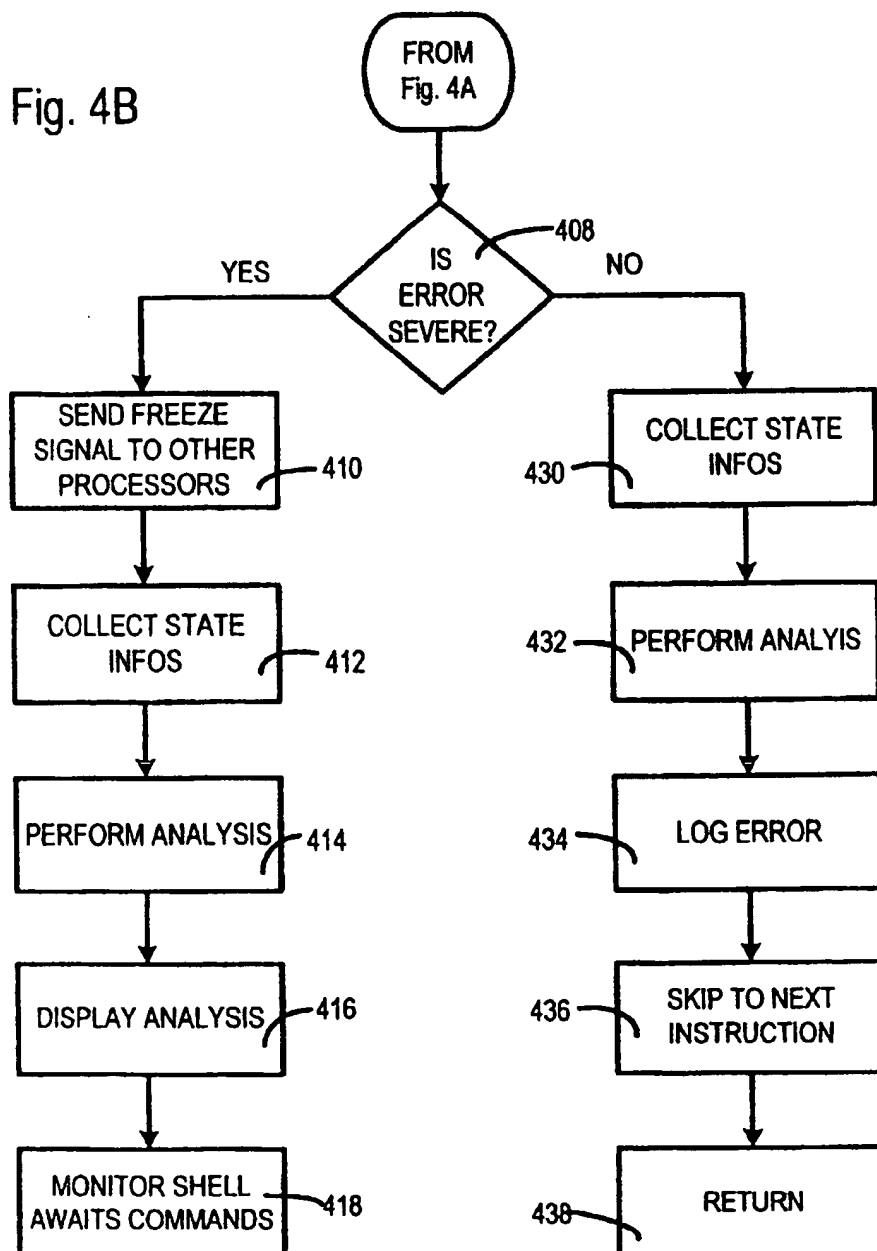 Fig. 4B
FROM
Fig. 4A
IS
ERROR
SEVERE?
408
YES
NO
SEND FREEZE
SIGNAL TO OTHER
PROCESSORS
410
COLLECT STATE
INFOS
412
PERFORM ANALYSIS
414
DISPLAY ANALYSIS
416
MONITOR SHELL
AWAITS COMMANDS
418
COLLECT STATE
INFOS
430
PERFORM ANALYIS
432
LOG ERROR
434
SKIP TO NEXT
INSTRUCTION
436
RETURN
438